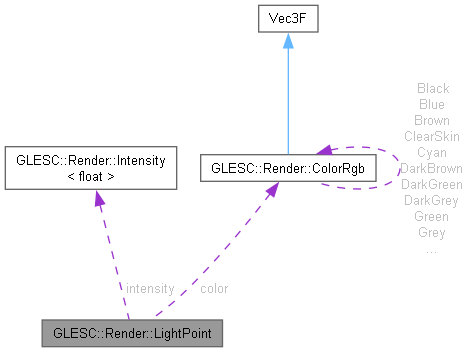 Vec3F
Black
Blue
Brown
ClearSkin
Cyan
DarkBrown
DarkGreen
DarkGrey
Green
Grey
...
GLESC::Render::Intensity
< float >
GLESC::Render::ColorRgb
intensity
color
GLESC::Render::LightPoint